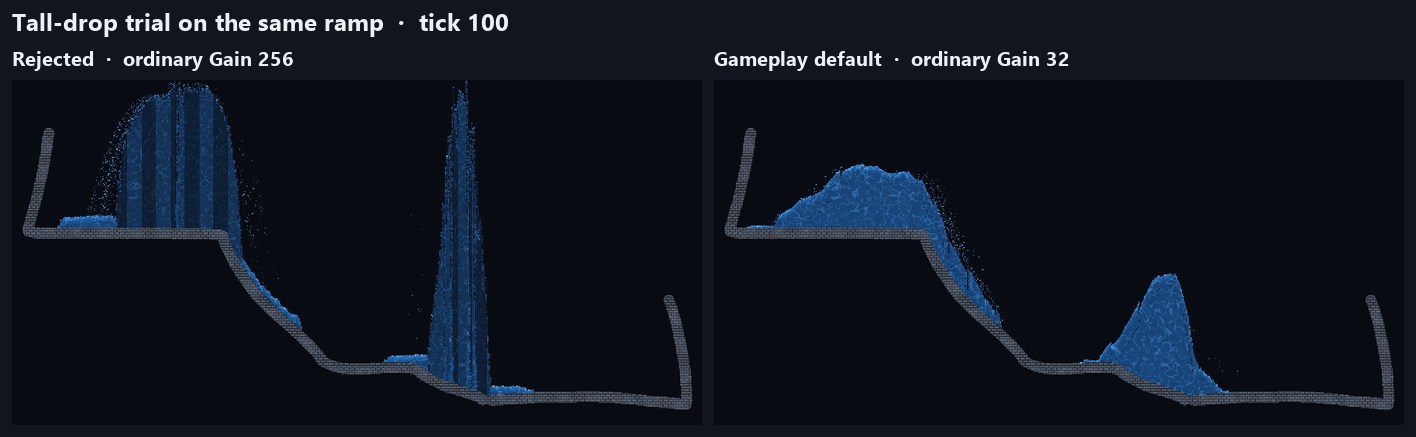 Tall-drop trial on the same ramp · tick 100
Rejected · ordinary Gain 256
Gameplay default · ordinary Gain 32